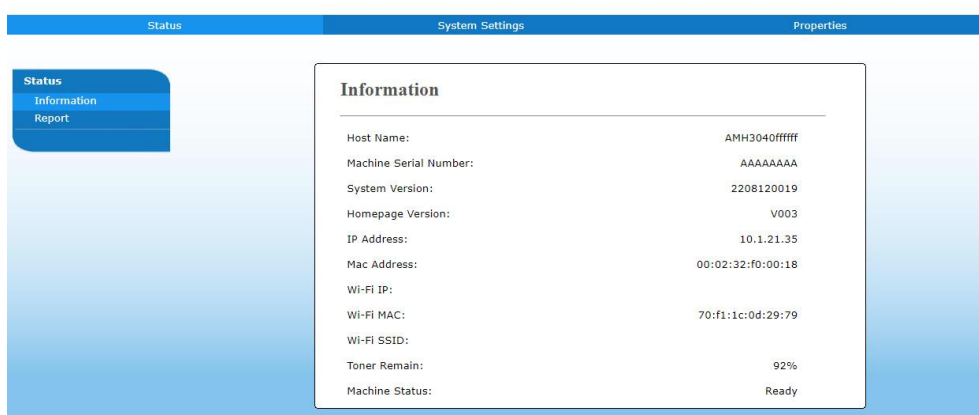 Status System Settings Properties
Status
Information
Report
Information
Host Name: AMH3040ffffff
Machine Serial Number: AAAAAAAA
System Version: 2208120019
Homepage Version: V003
IP Address: 10.1.21.35
Mac Address: 00:02:32:f0:00:18
Wi-Fi IP:
Wi-Fi MAC: 70:f1:1c:0d:29:79
Wi-Fi SSID:
Toner Remain: 92%
Machine Status: Ready